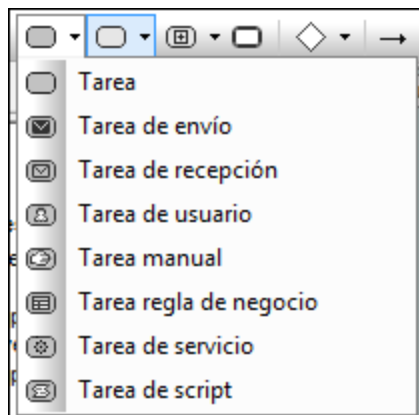 Tarea
Tarea de envío
Tarea de recepción
Tarea de usuario
Tarea manual
Tarea regla de negocio
Tarea de servicio
Tarea de script